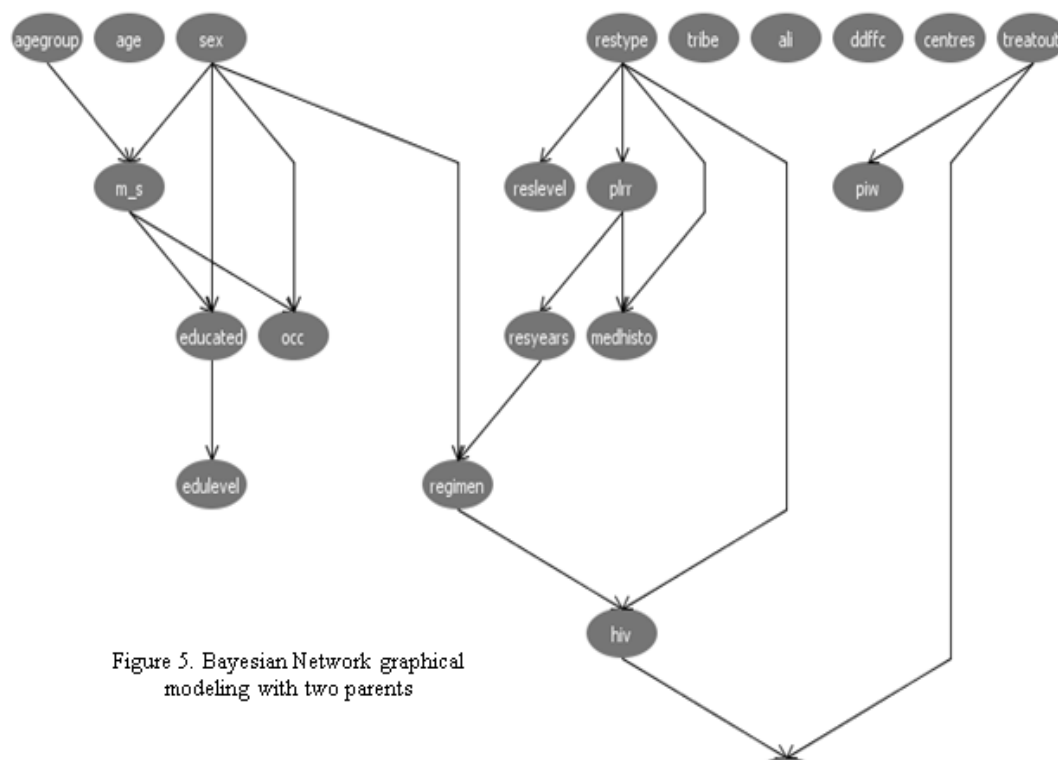 agegroup age sex restype tribe ali ddffc centres treatout
m_s reslevel plrr piw
educated occ resyears medhisto
edulevel regimen
hiv
Figure 5. Bayesian Network graphical
modeling with two parents